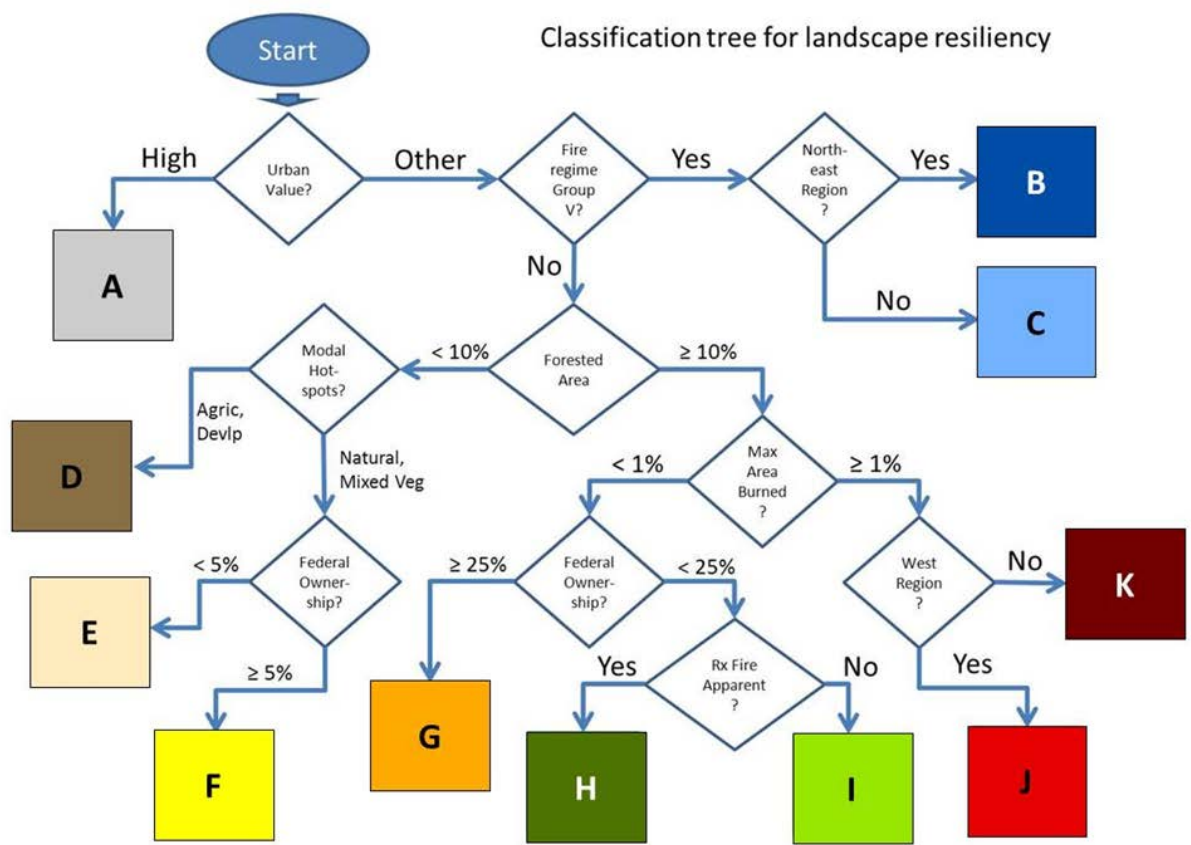 Start
Classification tree for landscape resiliency
High
Urban
Value?
Other
Fire
regime
Group
V?
Yes
North-
east
Region
?
Yes
B
A
No
No
C
Modal
Hot-
spots?
< 10%
Forested
Area
≥ 10%
Agric,
Devlp
D
Natural,
Mixed Veg
< 1%
Max
Area
Burned
?
≥ 1%
< 5%
Federal
Owner-
ship?
≥ 25%
Federal
Owner-
ship?
< 25%
West
Region
?
No
K
E
≥ 5%
Yes
Rx Fire
Apparent
?
No
Yes
F
G
H
I
J